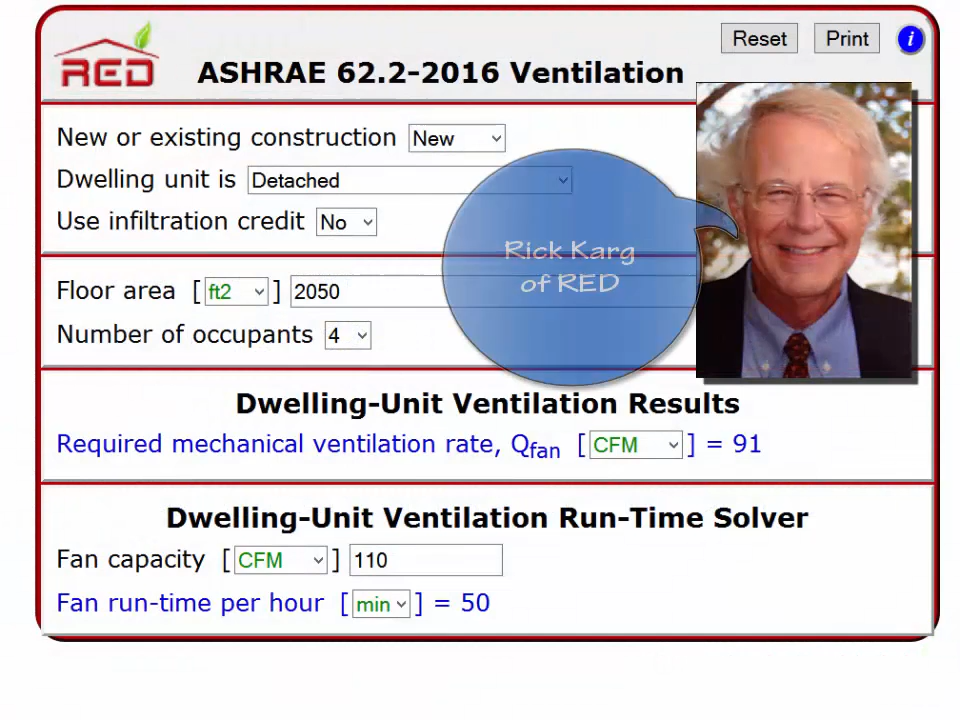 RED
Reset
Print
i
ASHRAE 62.2-2016 Ventilation
New or existing construction New
Dwelling unit is Detached
Use infiltration credit No
Rick Karg
of RED
Floor area [ft2] 2050
Number of occupants 4
Dwelling-Unit Ventilation Results
Required mechanical ventilation rate, Qfan [CFM] = 91
Dwelling-Unit Ventilation Run-Time Solver
Fan capacity [CFM] 110
Fan run-time per hour [min] = 50